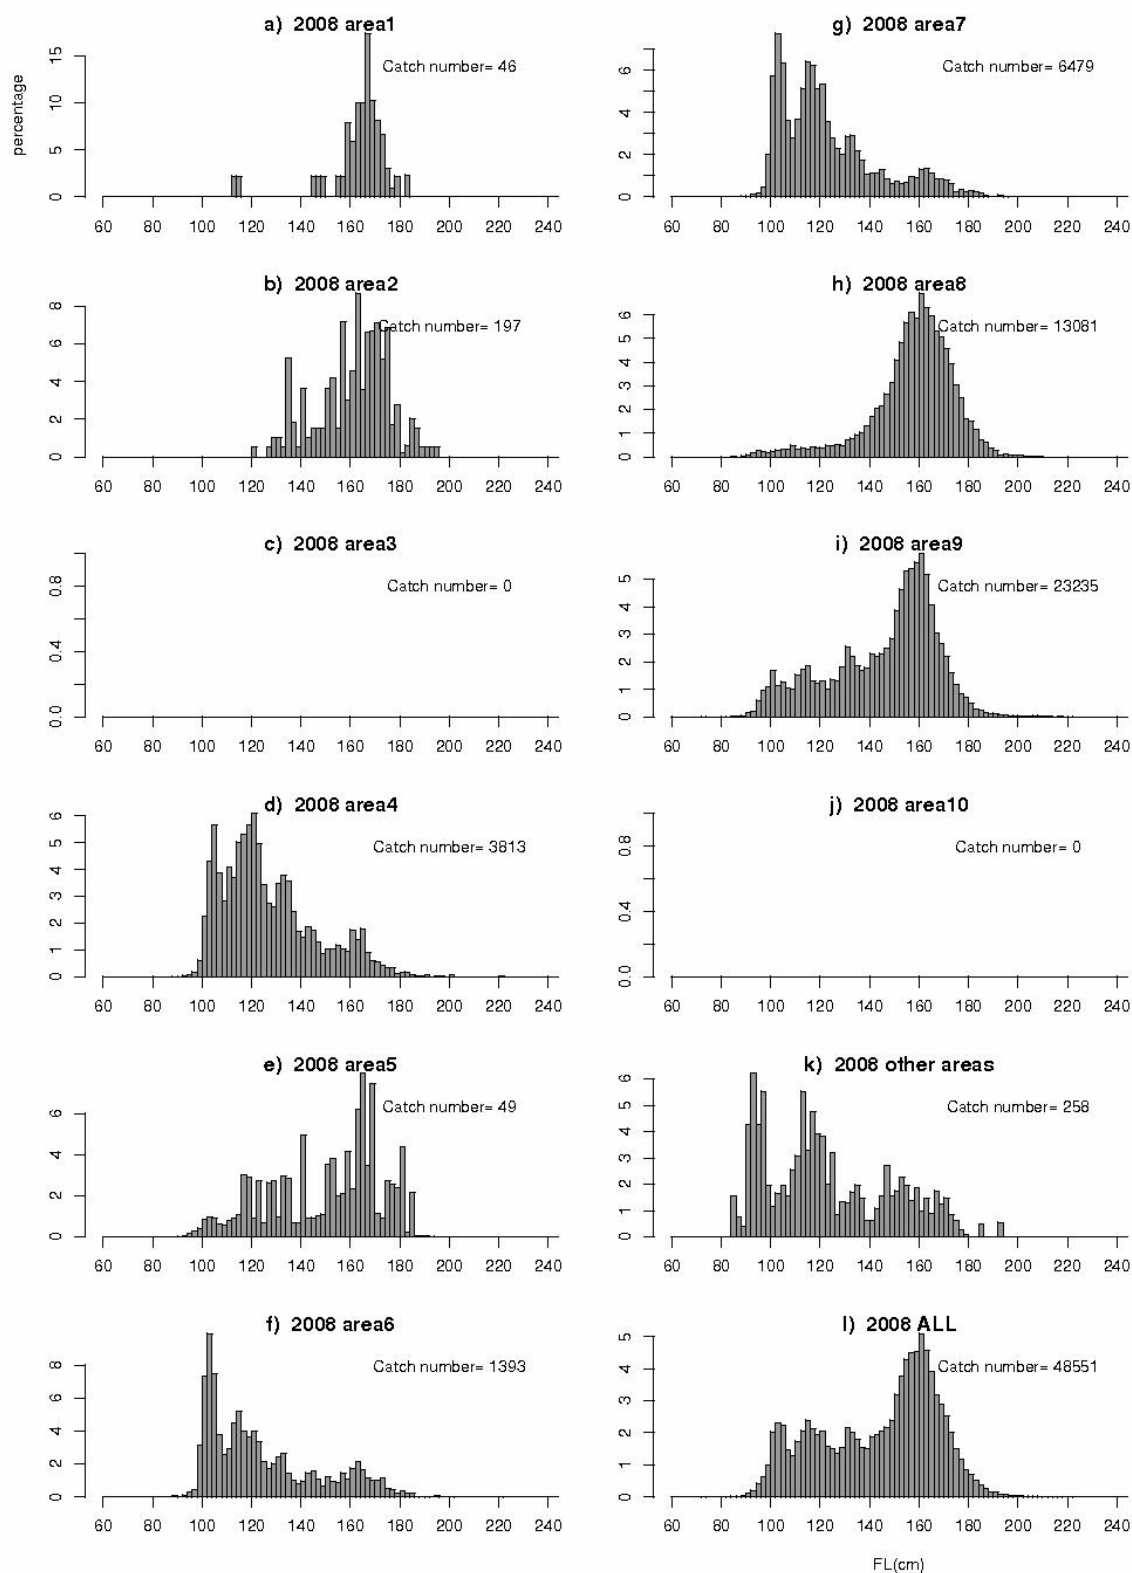 a) 2008 area1
Catch number= 46
percentage
0 5 10 15
60 80 100 120 140 160 180 200 220 240
g) 2008 area7
Catch number= 6479
0 2 4 6
60 80 100 120 140 160 180 200 220 240
b) 2008 area2
Catch number= 197
0 2 4 6 8
60 80 100 120 140 160 180 200 220 240
h) 2008 area8
Catch number= 13081
0 1 2 3 4 5 6
60 80 100 120 140 160 180 200 220 240
c) 2008 area3
Catch number= 0
0.0 0.4 0.8
60 80 100 120 140 160 180 200 220 240
i) 2008 area9
Catch number= 23235
0 1 2 3 4 5
60 80 100 120 140 160 180 200 220 240
d) 2008 area4
Catch number= 3813
0 1 2 3 4 5 6
60 80 100 120 140 160 180 200 220 240
j) 2008 area10
Catch number= 0
0.0 0.4 0.8
60 80 100 120 140 160 180 200 220 240
e) 2008 area5
Catch number= 49
0 2 4 6
60 80 100 120 140 160 180 200 220 240
k) 2008 other areas
Catch number= 258
0 1 2 3 4 5 6
60 80 100 120 140 160 180 200 220 240
f) 2008 area6
Catch number= 1393
0 2 4 6 8
60 80 100 120 140 160 180 200 220 240
l) 2008 ALL
Catch number= 48551
0 1 2 3 4 5
60 80 100 120 140 160 180 200 220 240
FL(cm)